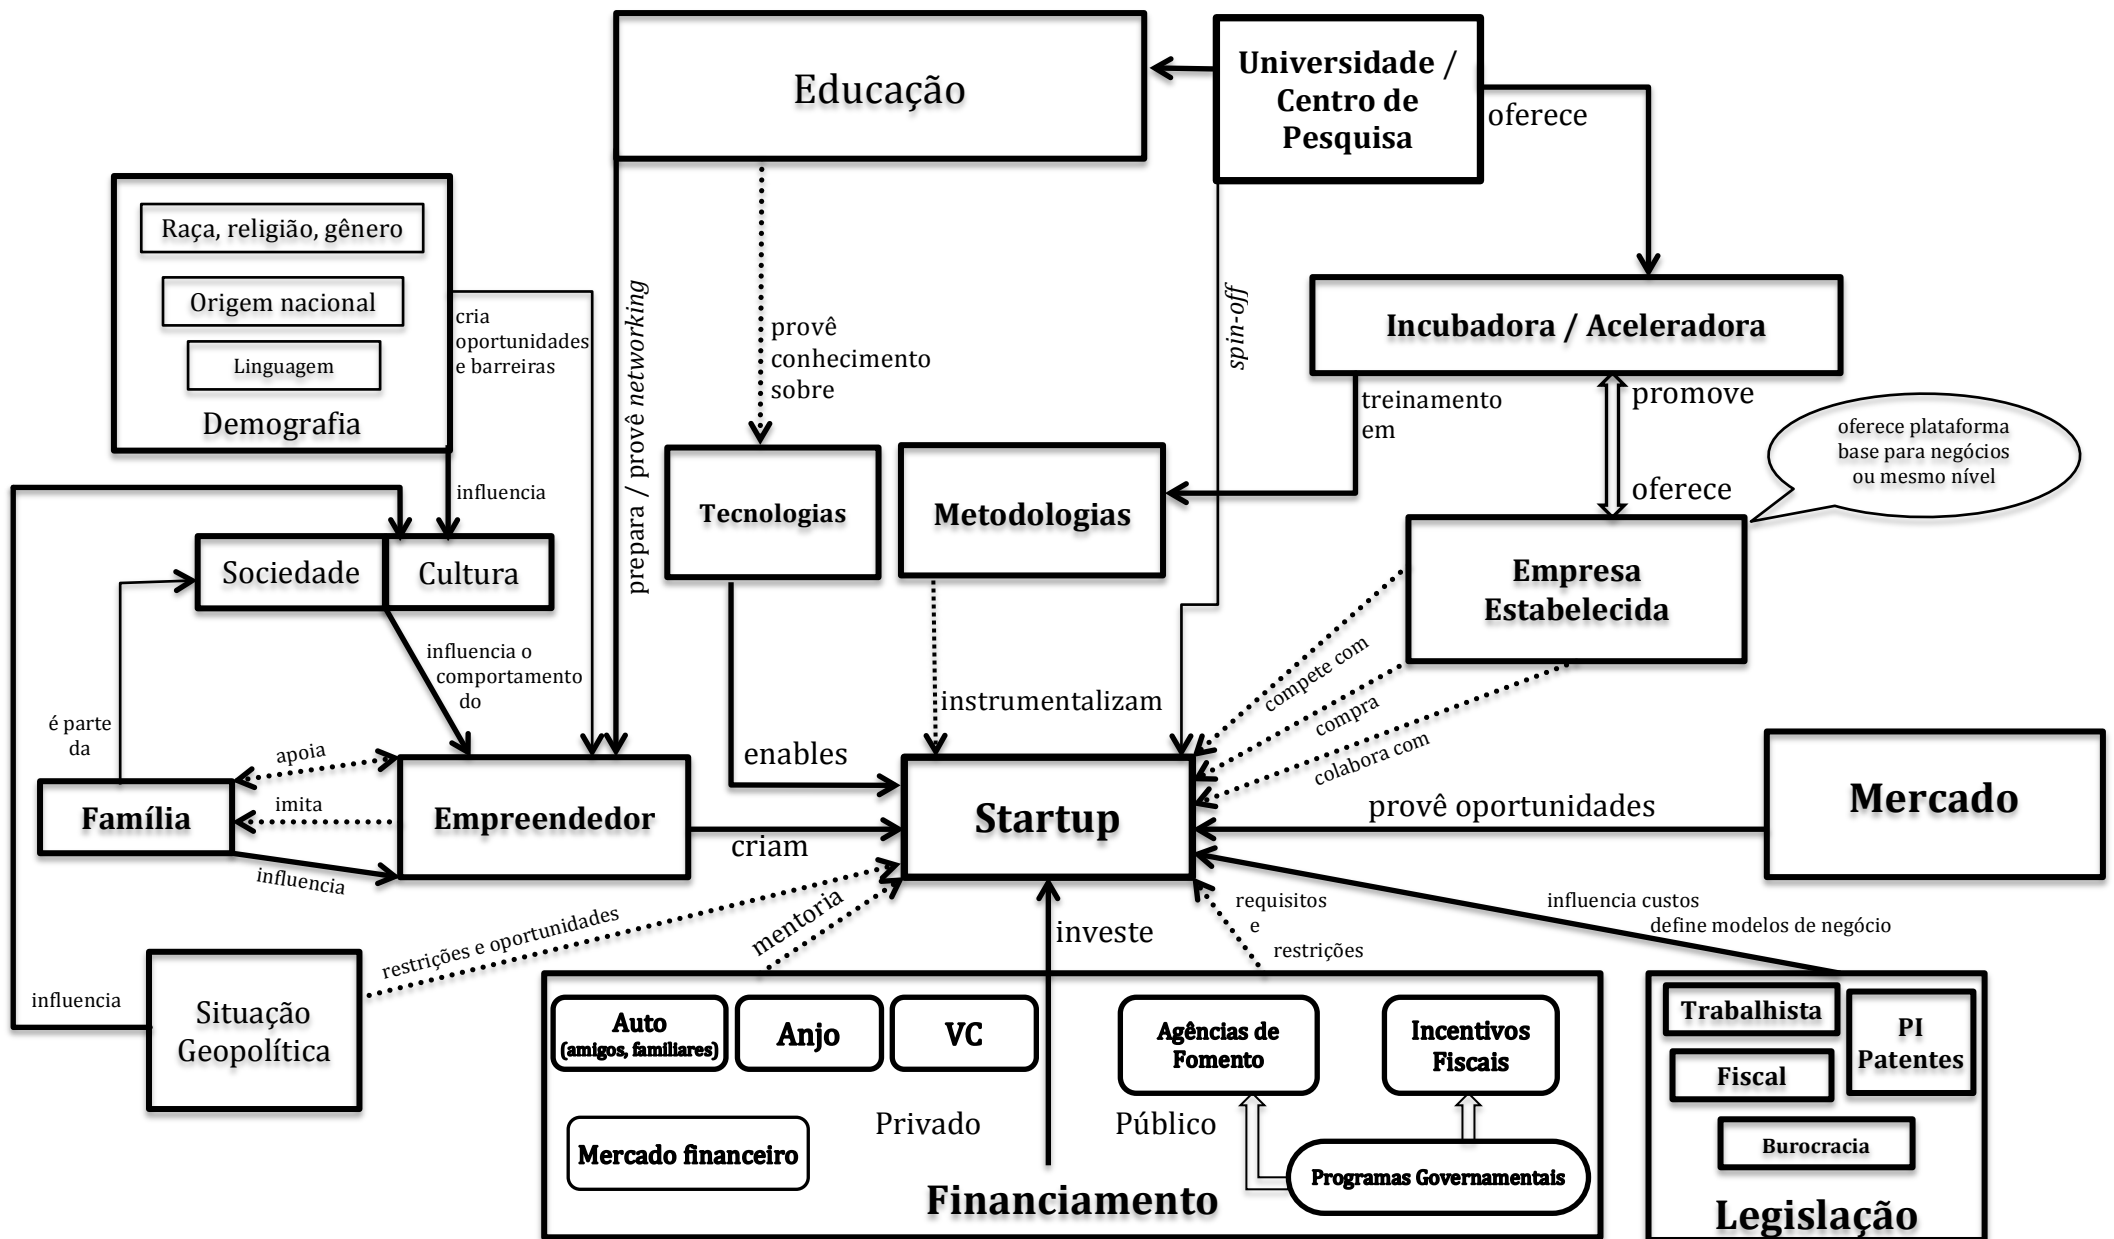 Educação
Universidade /
Centro de
Pesquisa
oferece
Raça, religião, gênero
Origem nacional
Linguagem
Demografia
cria
oportunidades
e barreiras
influencia
prepara / provê networking
provê
conhecimento
sobre
spin-off
Incubadora / Aceleradora
treinamento
em
promove
oferece
oferece plataforma
base para negócios
ou mesmo nível
Tecnologias
Metodologias
Empresa
Estabelecida
Sociedade
Cultura
influencia o
comportamento
do
é parte
da
apoia
imita
influencia
Família
Empreendedor
criam
enables
instrumentalizam
Startup
compete com
compra
colabora com
provê oportunidades
Mercado
restrições e oportunidades
mentoria
investe
requisitos
e
restrições
influencia custos
define modelos de negócio
influencia
Situação
Geopolítica
Auto
(amigos, familiares)
Anjo
VC
Mercado financeiro
Privado
Público
Agências de
Fomento
Incentivos
Fiscais
Programas Governamentais
Financiamento
Trabalhista
PI
Patentes
Fiscal
Burocracia
Legislação